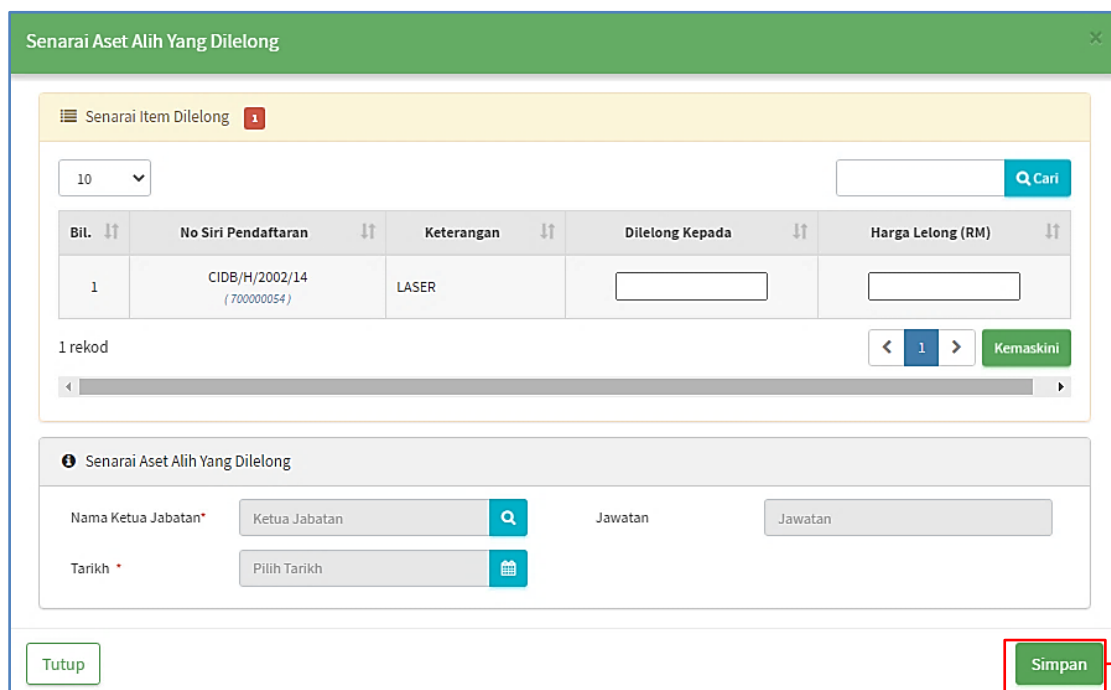 Senarai Aset Alih Yang Dilelong ×
Senarai Item Dilelong 1
10 Cari
Bil. No Siri Pendaftaran Keterangan Dilelong Kepada Harga Lelong (RM)
1 CIDB/H/2002/14 LASER
(700000054)
1 rekod < 1 > Kemaskini
Senarai Aset Alih Yang Dilelong
Nama Ketua Jabatan* Ketua Jabatan Jawatan Jawatan
Tarikh * Pilih Tarikh
Tutup Simpan